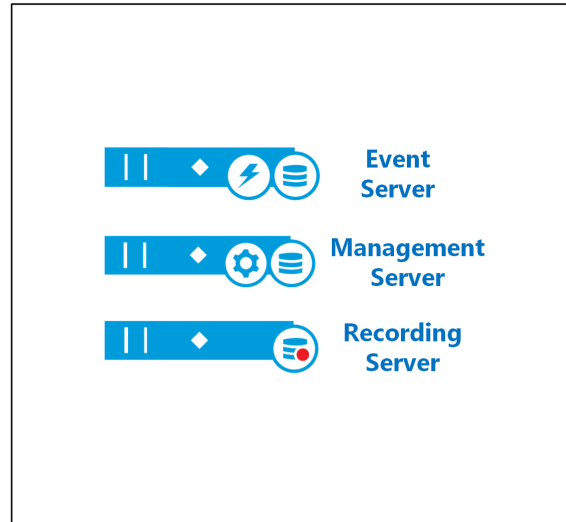 Event
Server
Management
Server
Recording
Server